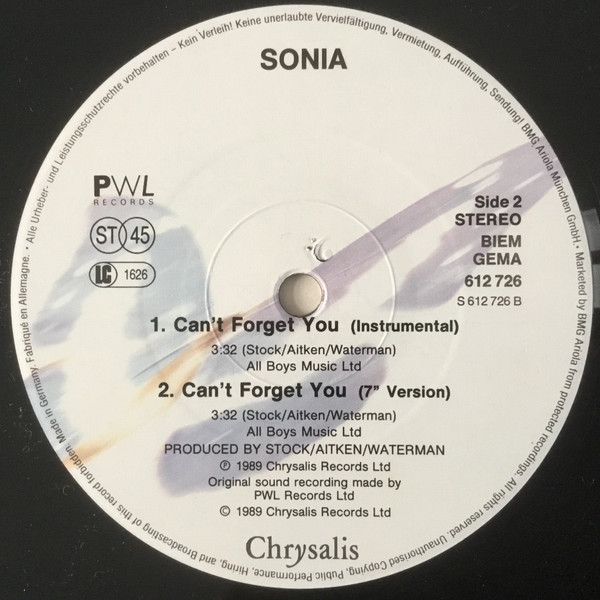 SONIA
PWL
RECORDS
ST 45
LC 1626
Side 2
STEREO
BIEM
GEMA
612 726
S 612 726 B
1. Can't Forget You (Instrumental)
3:32 (Stock/Aitken/Waterman)
All Boys Music Ltd
2. Can't Forget You (7" Version)
3:32 (Stock/Aitken/Waterman)
All Boys Music Ltd
PRODUCED BY STOCK/AITKEN/WATERMAN
℗ 1989 Chrysalis Records Ltd
Original sound recording made by
PWL Records Ltd
© 1989 Chrysalis Records Ltd
Chrysalis
Made in Germany. Fabriqué en Allemagne. • Alle Urheber- und Leistungsschutzrechte vorbehalten – Kein Verleih! Keine unerlaubte Vervielfältigung, Vermietung, Aufführung, Sendung! BMG Ariola München GmbH. • Marketed by BMG Ariola from protected recordings. All rights reserved. Unauthorised Copying, Public Performance, Hiring, and Broadcasting of this record forbidden.